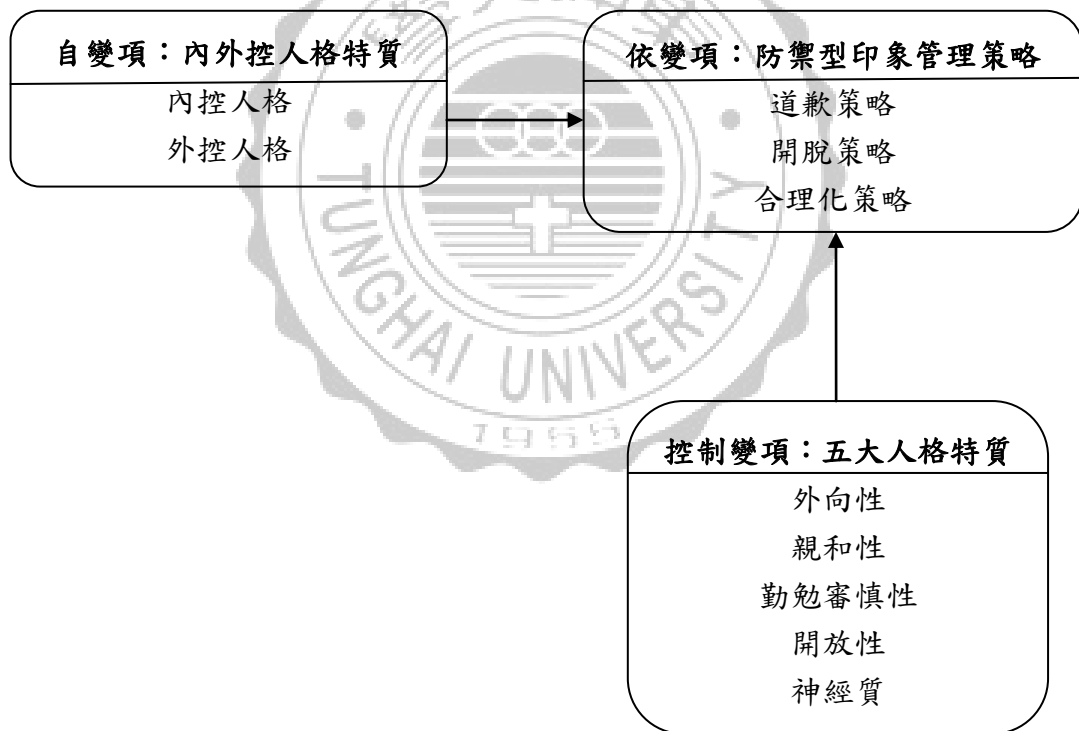 自變項：內外控人格特質
內控人格
外控人格
依變項：防禦型印象管理策略
道歉策略
開脫策略
合理化策略
TUNGHAI UNIVERSITY
1955
控制變項：五大人格特質
外向性
親和性
勤勉審慎性
開放性
神經質